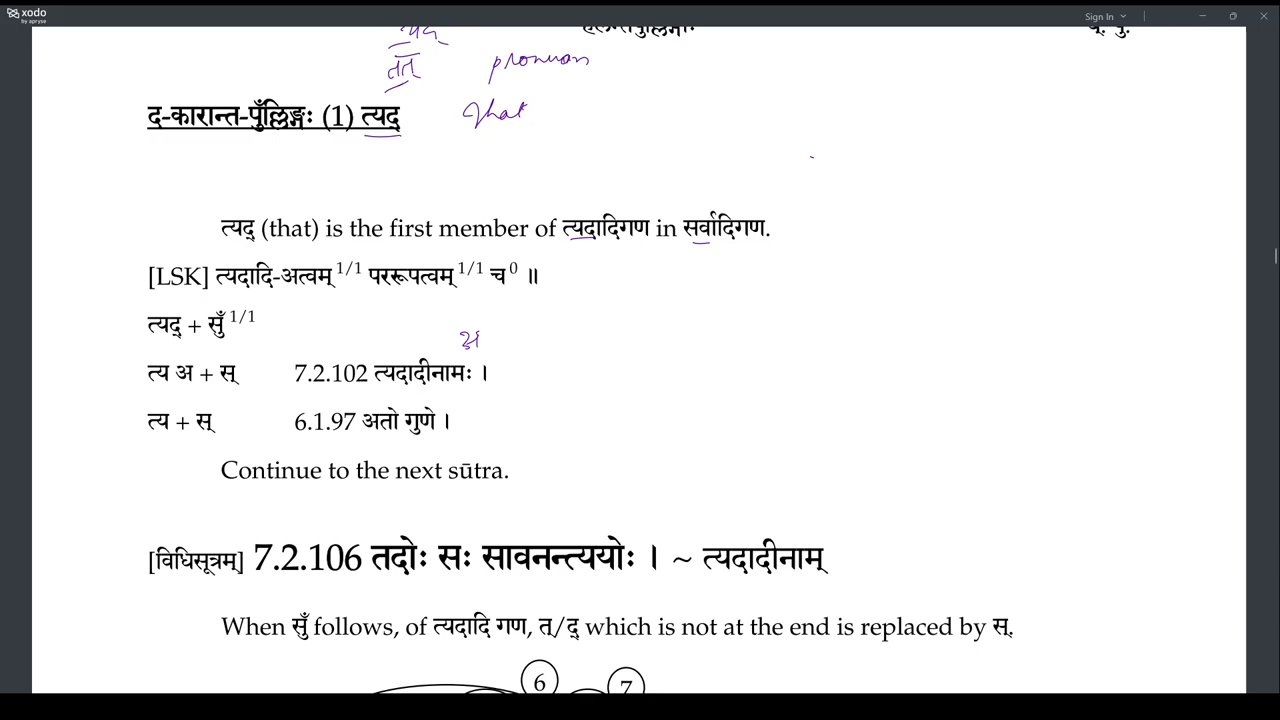 xodo
by apryse
Sign In
तत् pronoun
द-कारान्त-पुँल्लिङ्गः (1) त्यद् that
त्यद् (that) is the first member of त्यदादिगण in सर्वादिगण.
[LSK] त्यदादि-अत्वम् 1/1 पररूपत्वम् 1/1 च 0 ॥
त्यद् + सुँ 1/1
अ
त्य अ + स् 7.2.102 त्यदादीनामः ।
त्य + स् 6.1.97 अतो गुणे ।
Continue to the next sūtra.
[विधिसूत्रम्] 7.2.106 तदोः सः सावनन्त्ययोः । ~ त्यदादीनाम्
When सुँ follows, of त्यदादि गण, त्/द् which is not at the end is replaced by स्.
6 7